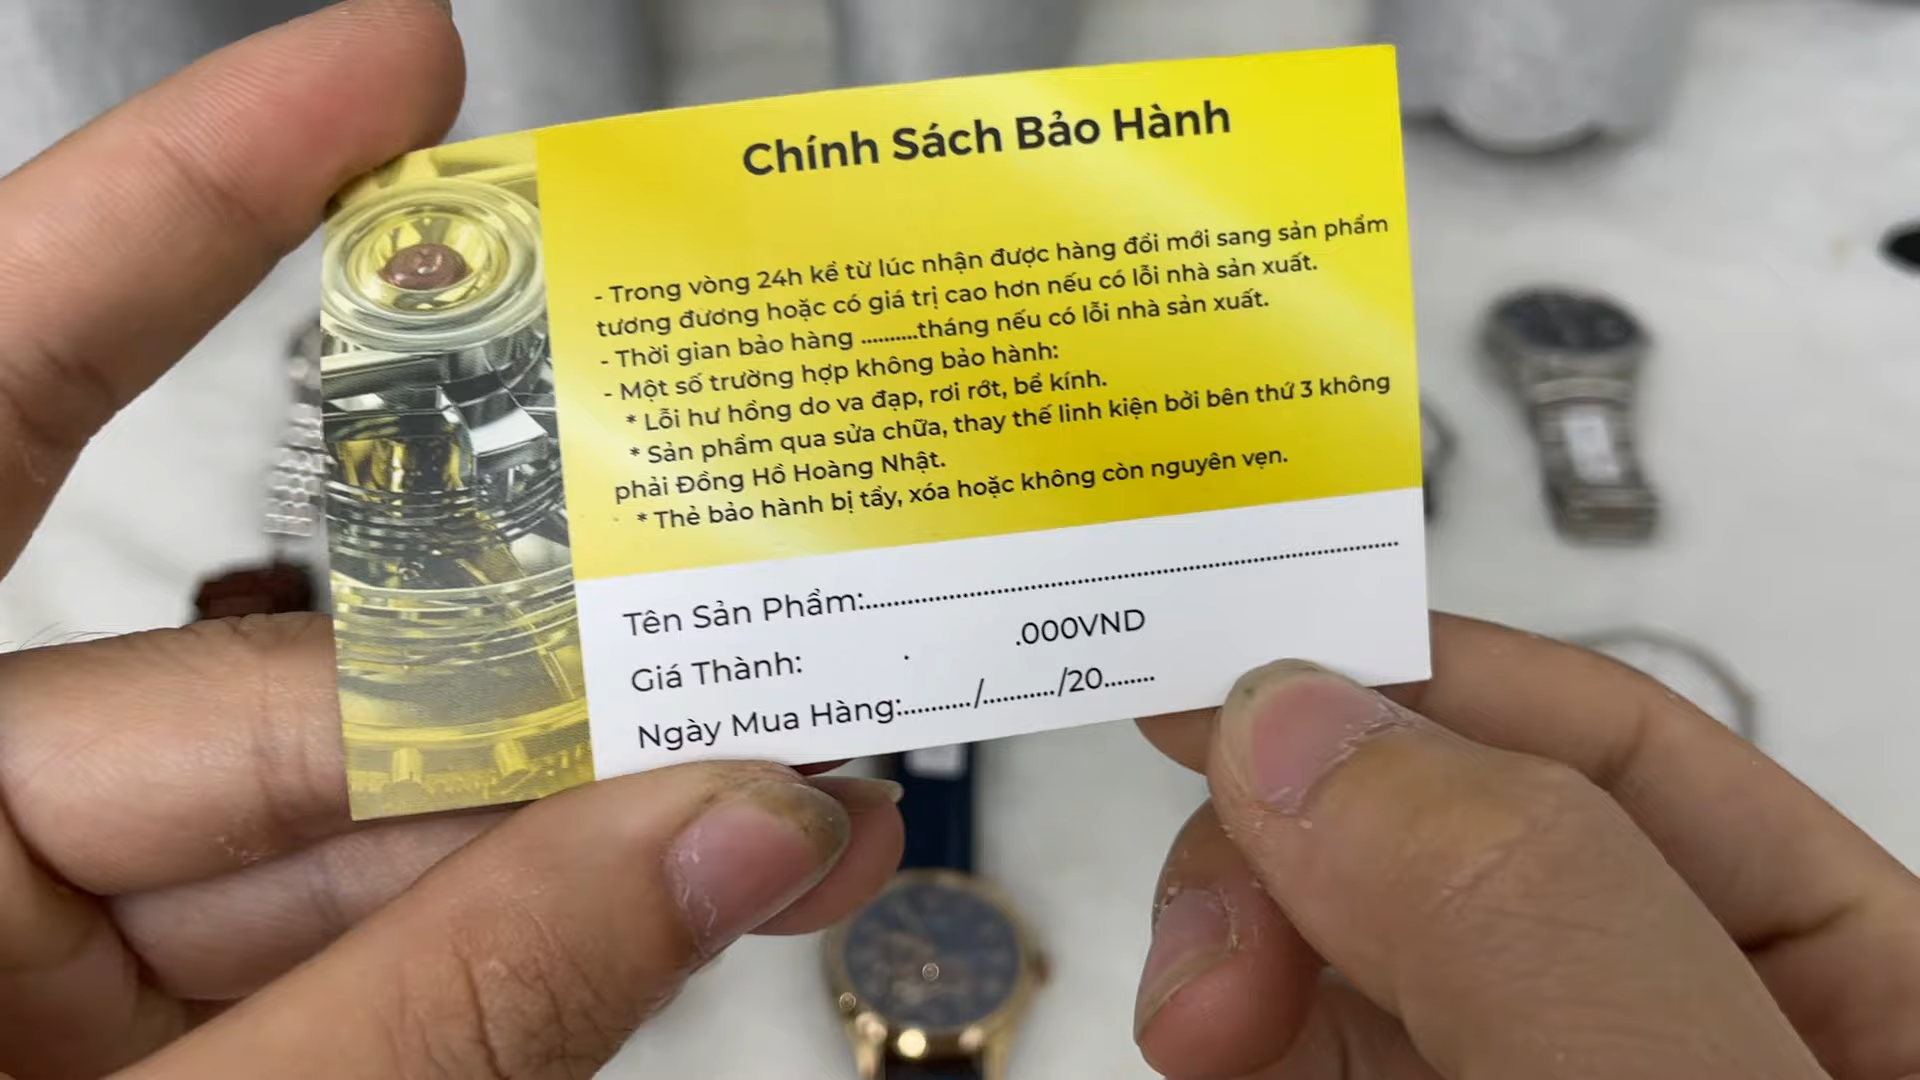 Chính Sách Bảo Hành
- Trong vòng 24h kể từ lúc nhận được hàng đổi mới sang sản phẩm
tương đương hoặc có giá trị cao hơn nếu có lỗi nhà sản xuất.
- Thời gian bảo hàng ..........tháng nếu có lỗi nhà sản xuất.
- Một số trường hợp không bảo hành:
* Lỗi hư hỏng do va đạp, rơi rớt, bể kính.
* Sản phẩm qua sửa chữa, thay thế linh kiện bởi bên thứ 3 không
phải Đồng Hồ Hoàng Nhật.
* Thẻ bảo hành bị tẩy, xóa hoặc không còn nguyên vẹn.
Tên Sản Phẩm:................................................................................
Giá Thành: . .000VND
Ngày Mua Hàng:........../.........../20........